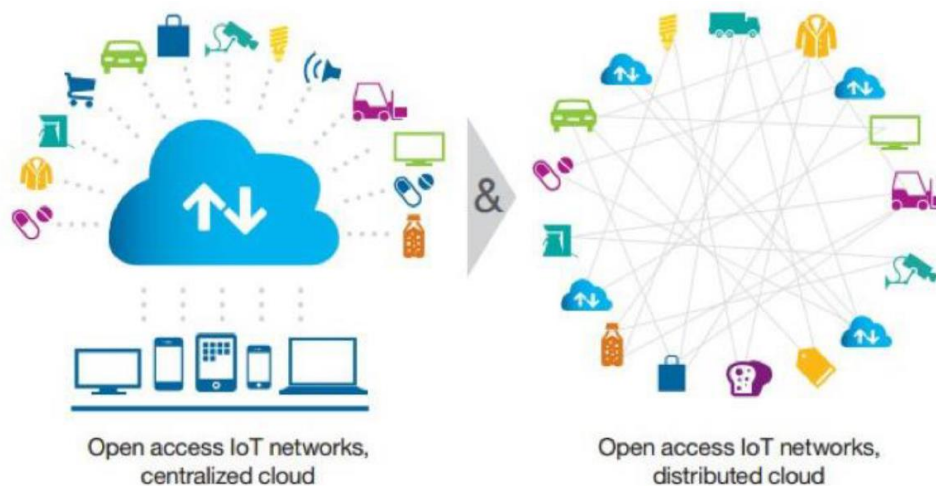 &
Open access IoT networks,
centralized cloud
Open access IoT networks,
distributed cloud